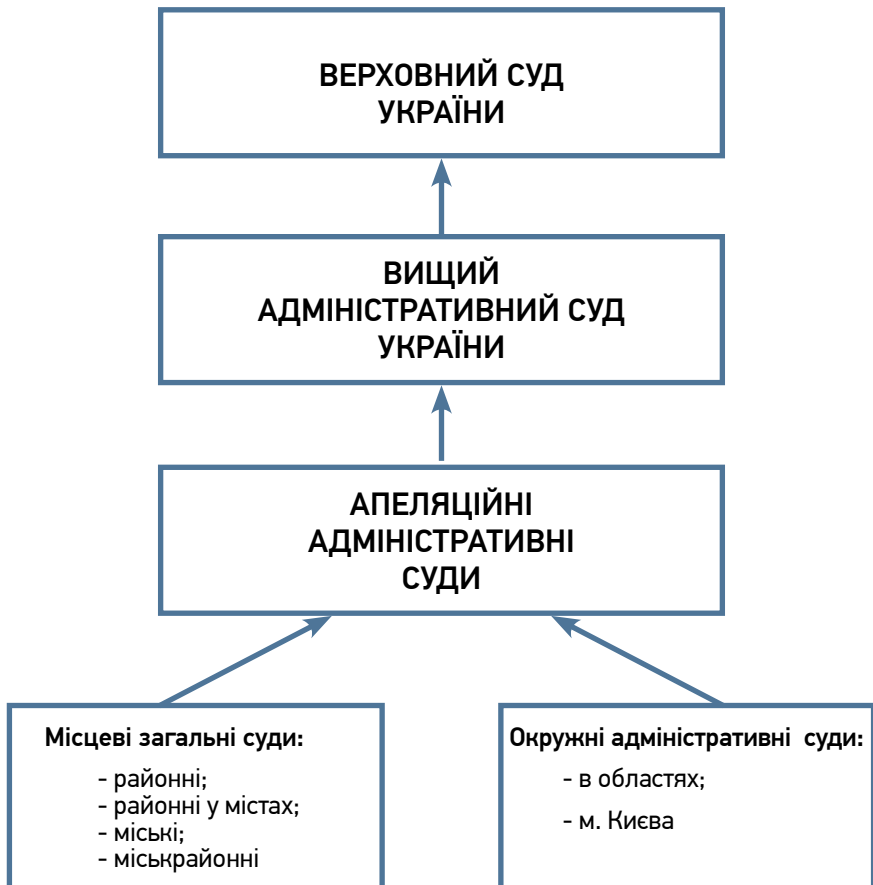 ВЕРХОВНИЙ СУД
УКРАЇНИ
ВИЩИЙ
АДМІНІСТРАТИВНИЙ СУД
УКРАЇНИ
АПЕЛЯЦІЙНІ
АДМІНІСТРАТИВНІ
СУДИ
Місцеві загальні суди:
- районні;
- районні у містах;
- міські;
- міськрайонні
Окружні адміністративні суди:
- в областях;
- м. Києва